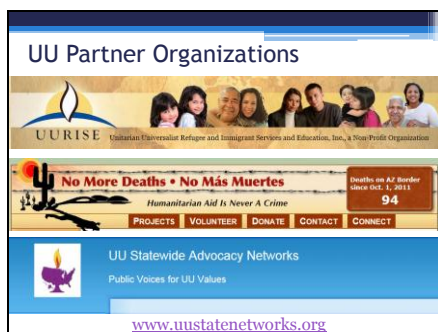 UU Partner Organizations
UURISE Unitarian Universalist Refugee and Immigrant Services and Education, Inc., a Non-Profit Organization
No More Deaths • No Más Muertes
Humanitarian Aid Is Never A Crime
Deaths on AZ Border
since Oct. 1, 2011
94
PROJECTS VOLUNTEER DONATE CONTACT CONNECT
UU Statewide Advocacy Networks
Public Voices for UU Values
www.uustatenetworks.org